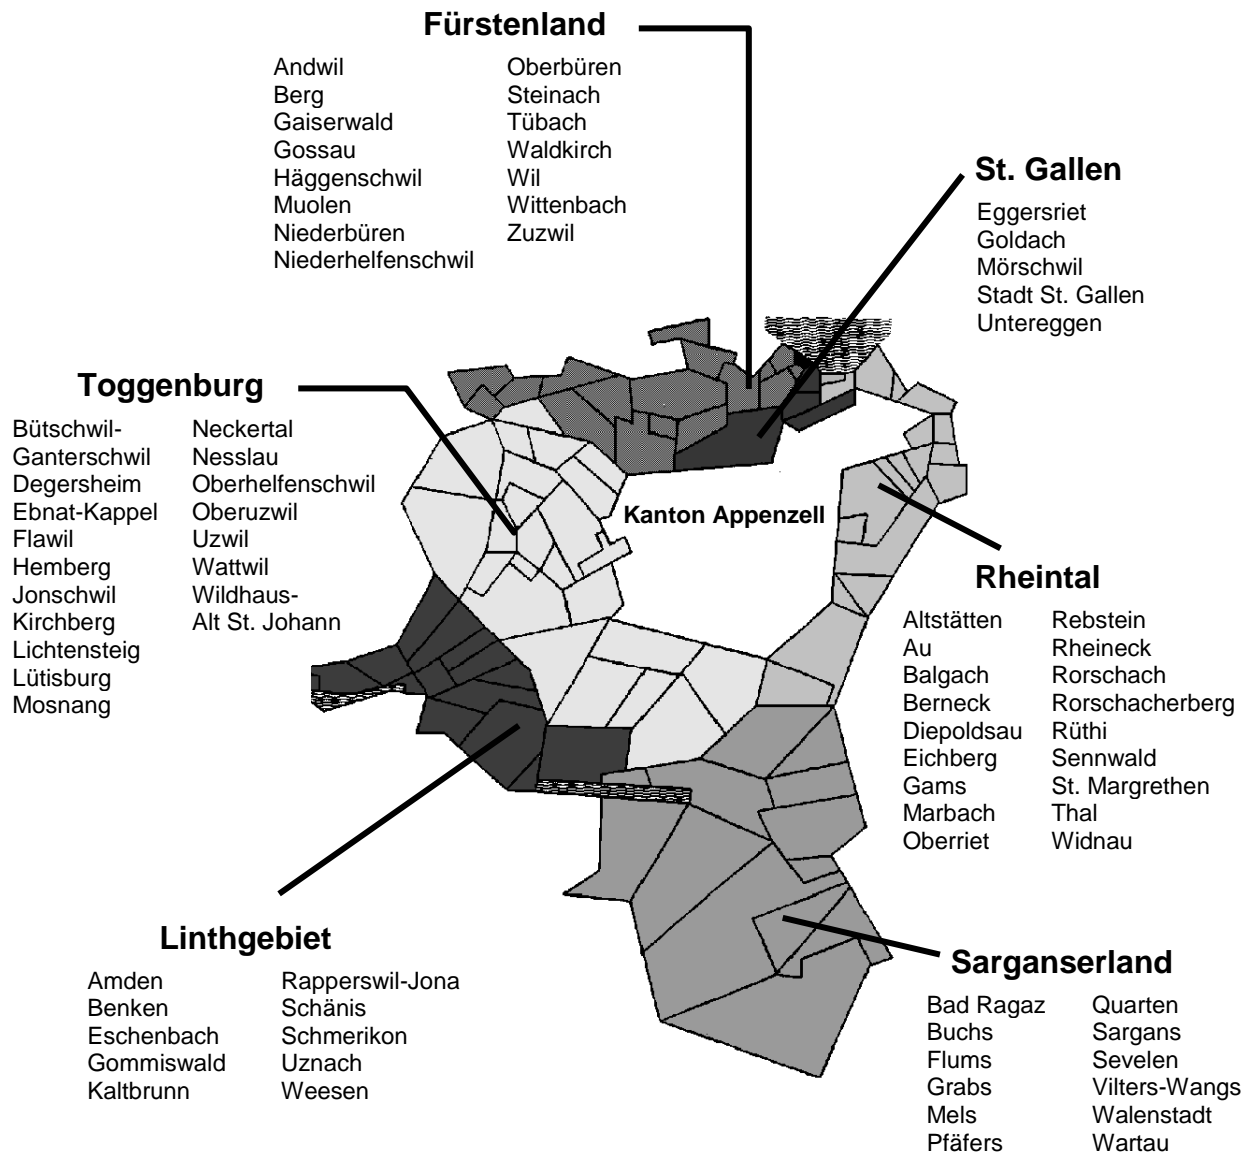 Fürstenland
Andwil
Berg
Gaiserwald
Gossau
Häggenschwil
Muolen
Niederbüren
Niederhelfenschwil
Oberbüren
Steinach
Tübach
Waldkirch
Wil
Wittenbach
Zuzwil
St. Gallen
Eggersriet
Goldach
Mörschwil
Stadt St. Gallen
Untereggen
Toggenburg
Bütschwil-
Ganterschwil
Degersheim
Ebnat-Kappel
Flawil
Hemberg
Jonschwil
Kirchberg
Lichtensteig
Lütisburg
Mosnang
Neckertal
Nesslau
Oberhelfenschwil
Oberuzwil
Uzwil
Wattwil
Wildhaus-
Alt St. Johann
Kanton Appenzell
Rheintal
Altstätten
Au
Balgach
Berneck
Diepoldsau
Eichberg
Gams
Marbach
Oberriet
Rebstein
Rheineck
Rorschach
Rorschacherberg
Rüthi
Sennwald
St. Margrethen
Thal
Widnau
Linthgebiet
Amden
Benken
Eschenbach
Gommiswald
Kaltbrunn
Rapperswil-Jona
Schänis
Schmerikon
Uznach
Weesen
Sarganserland
Bad Ragaz
Buchs
Flums
Grabs
Mels
Pfäfers
Quarten
Sargans
Sevelen
Vilters-Wangs
Walenstadt
Wartau